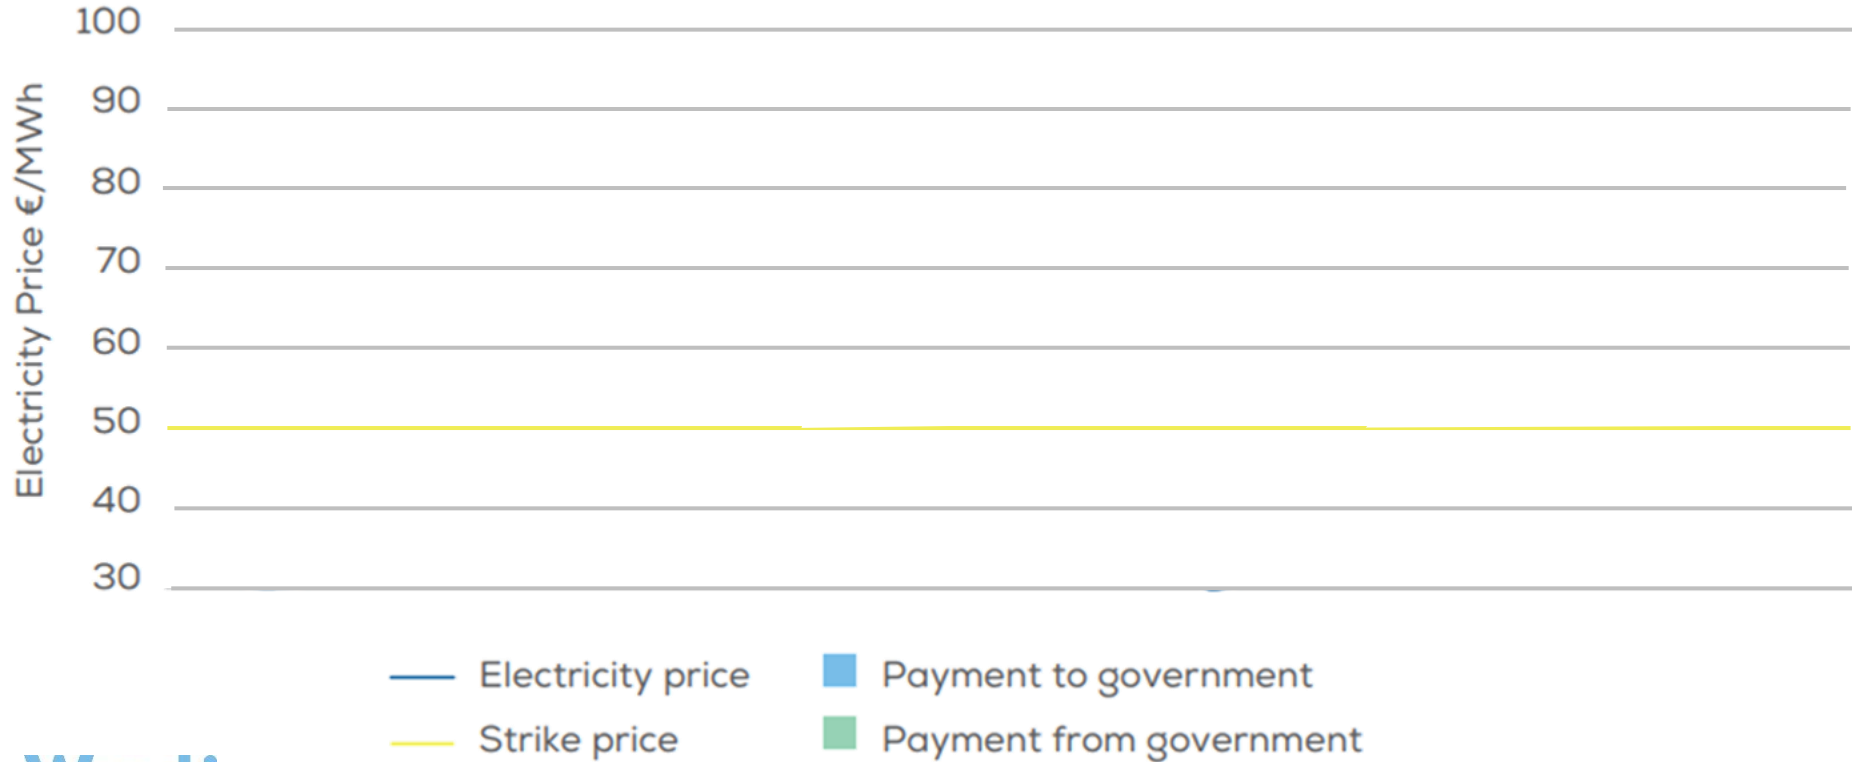 100
90
80
70
60
50
40
30
Electricity Price €/MWh
Electricity price
Payment to government
Strike price
Payment from government